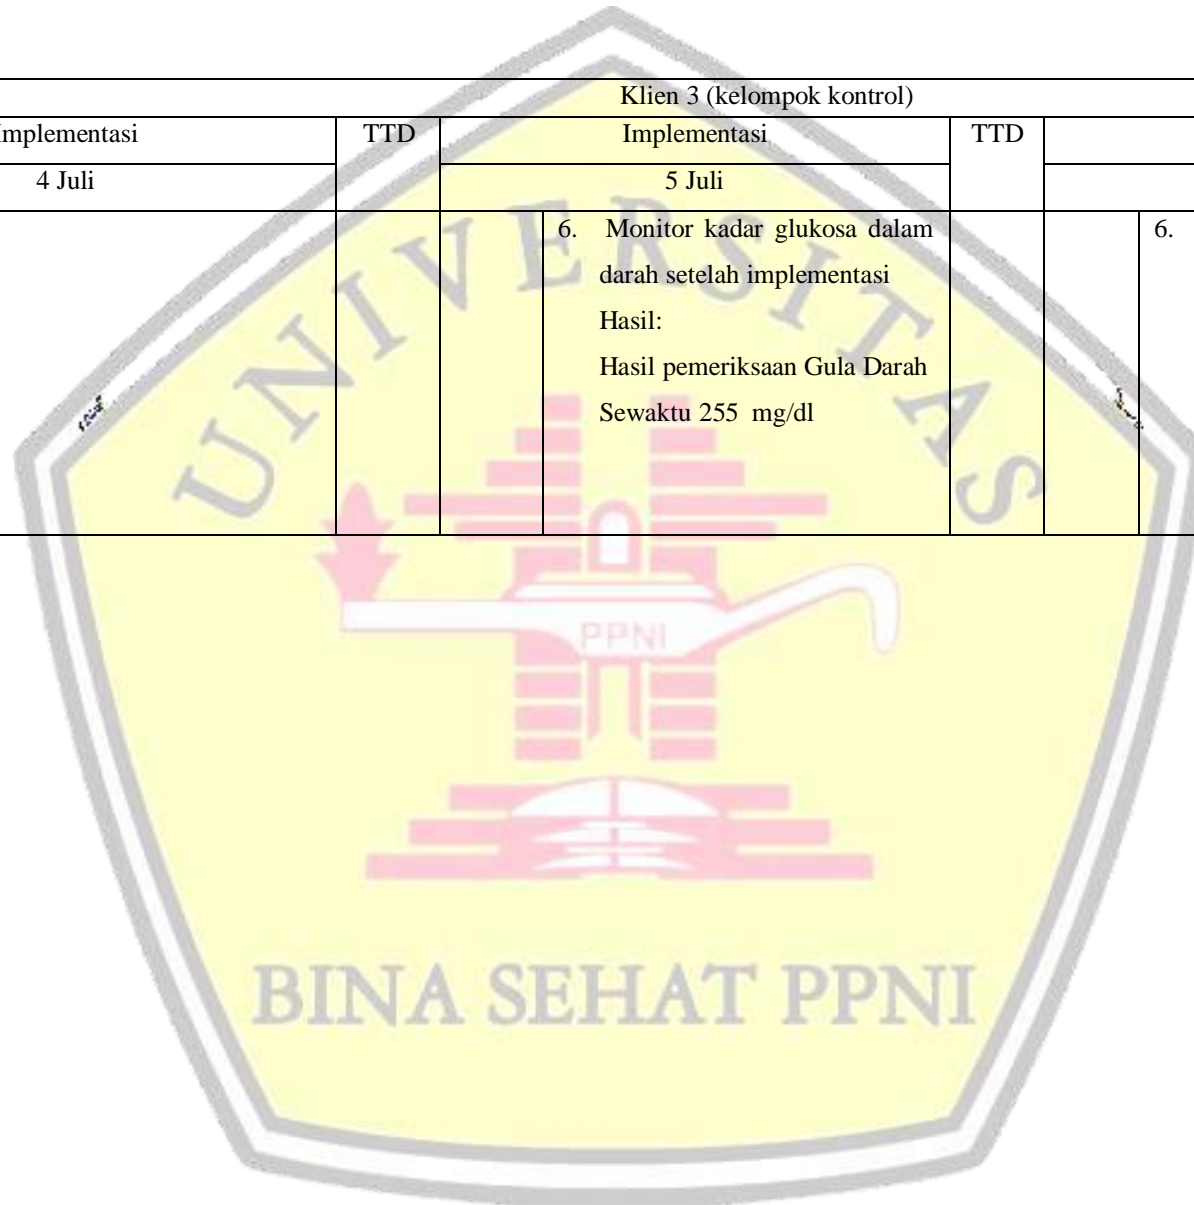 Klien 3 (kelompok kontrol)
Implementasi TTD Implementasi TTD
4 Juli 5 Juli
6. Monitor kadar glukosa dalam 6.
darah setelah implementasi
Hasil:
Hasil pemeriksaan Gula Darah
Sewaktu 255 mg/dl
UNIVERSITAS
PPNI
BINA SEHAT PPNI